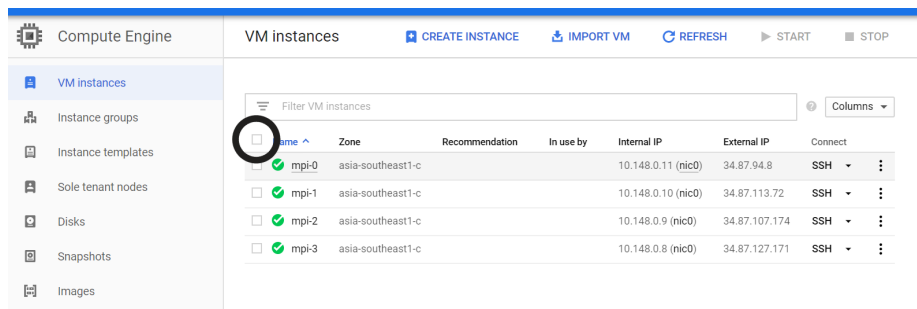 Compute Engine
VM instances
CREATE INSTANCE
IMPORT VM
REFRESH
START
STOP
VM instances
Instance groups
Instance templates
Sole tenant nodes
Disks
Snapshots
Images
Filter VM instances
Columns
Zone Recommendation In use by Internal IP External IP Connect
mpi-0 asia-southeast1-c 10.148.0.11 (nic0) 34.87.94.8 SSH
mpi-1 asia-southeast1-c 10.148.0.10 (nic0) 34.87.113.72 SSH
mpi-2 asia-southeast1-c 10.148.0.9 (nic0) 34.87.107.174 SSH
mpi-3 asia-southeast1-c 10.148.0.8 (nic0) 34.87.127.171 SSH